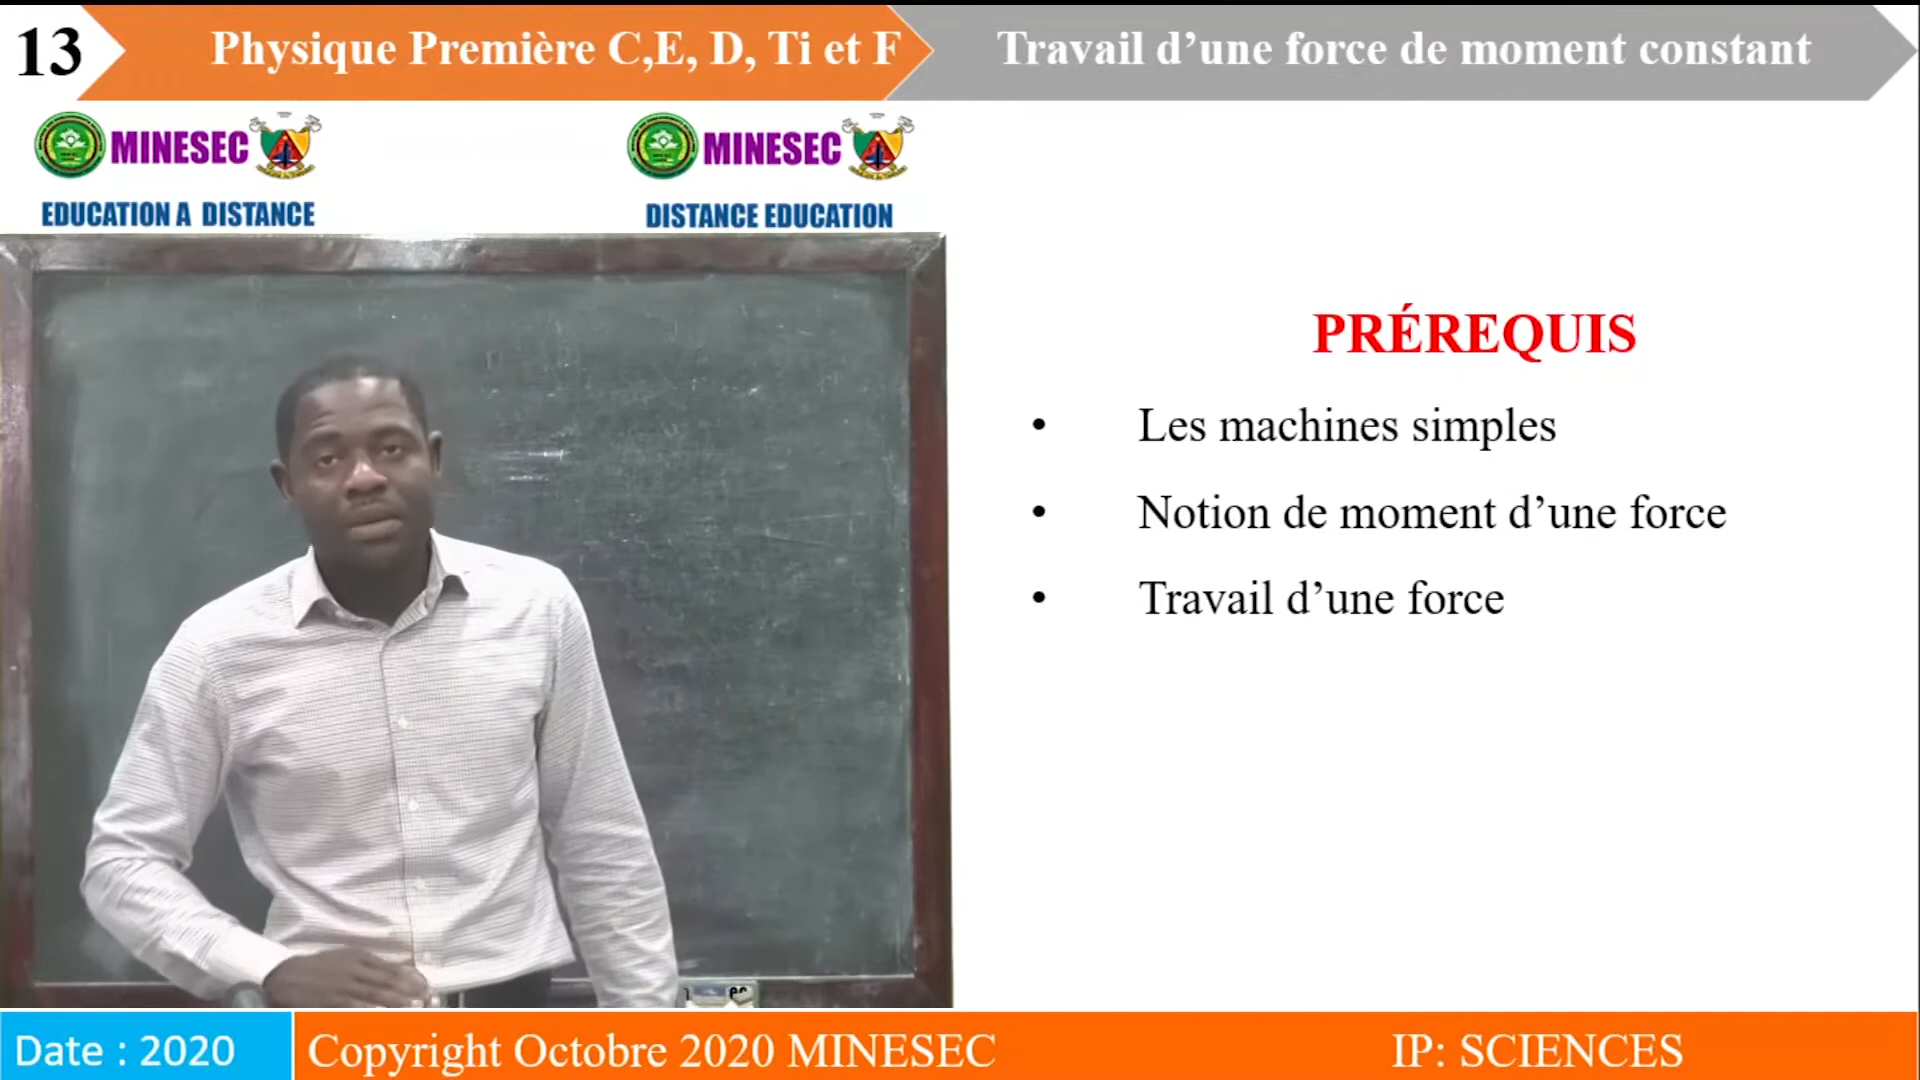 13
Physique Première C,E, D, Ti et F
Travail d’une force de moment constant
MINESEC
EDUCATION A DISTANCE
MINESEC
DISTANCE EDUCATION
PRÉREQUIS
• Les machines simples
• Notion de moment d’une force
• Travail d’une force
Date : 2020
Copyright Octobre 2020 MINESEC
IP: SCIENCES